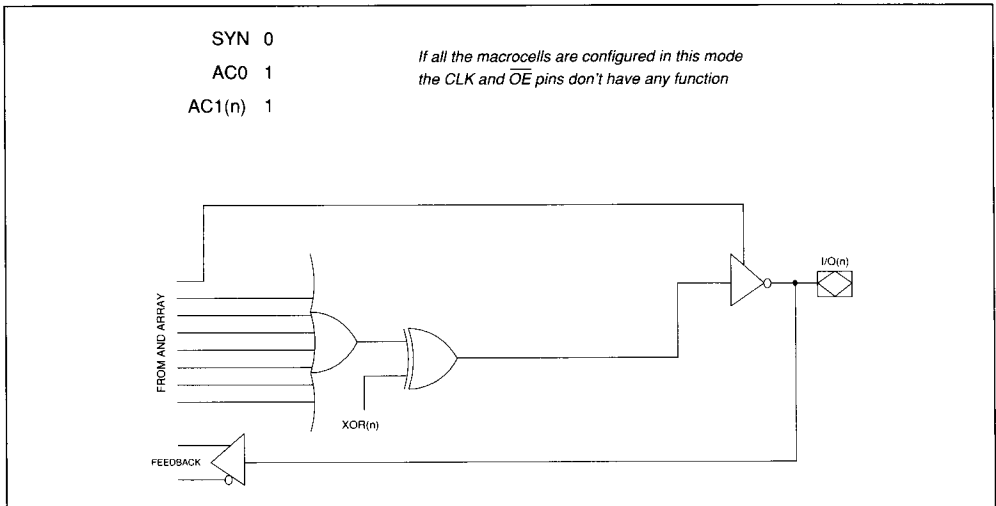 SYN 0
AC0 1
AC1(n) 1
If all the macrocells are configured in this mode
the CLK and O̅E̅ pins don't have any function
I/O(n)
FROM AND ARRAY
XOR(n)
FEEDBACK